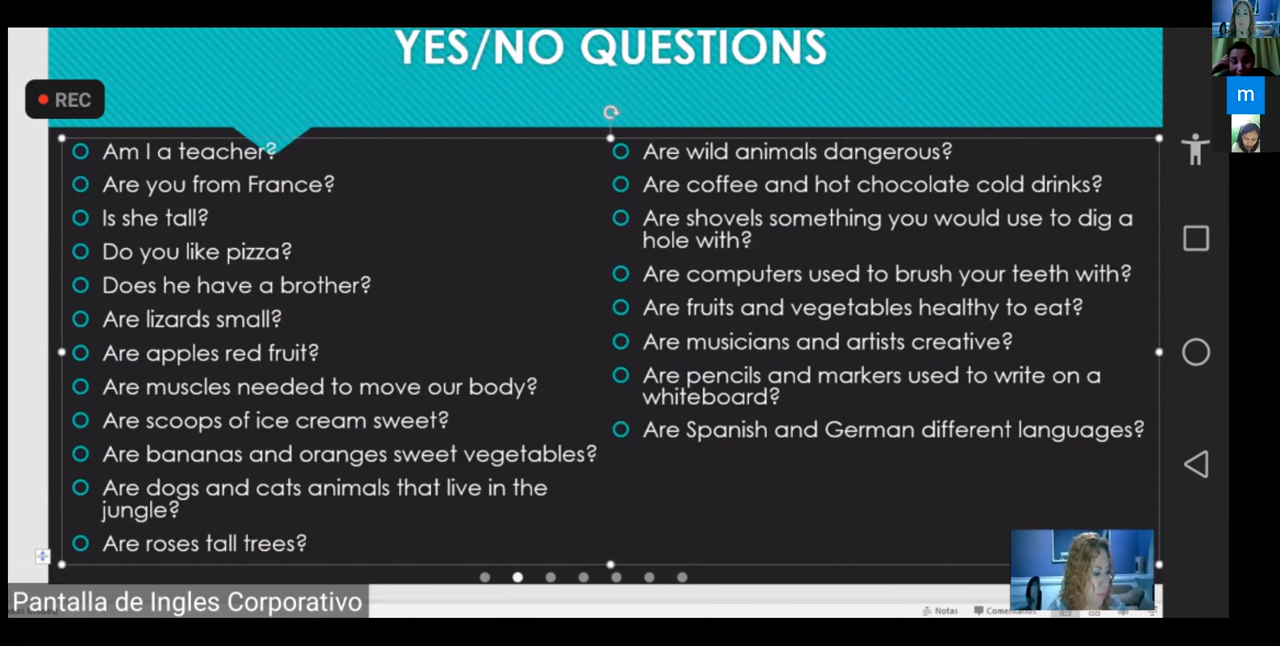 YES/NO QUESTIONS
REC
m
Am I a teacher?
Are you from France?
Is she tall?
Do you like pizza?
Does he have a brother?
Are lizards small?
Are apples red fruit?
Are muscles needed to move our body?
Are scoops of ice cream sweet?
Are bananas and oranges sweet vegetables?
Are dogs and cats animals that live in the
jungle?
Are roses tall trees?
Are wild animals dangerous?
Are coffee and hot chocolate cold drinks?
Are shovels something you would use to dig a
hole with?
Are computers used to brush your teeth with?
Are fruits and vegetables healthy to eat?
Are musicians and artists creative?
Are pencils and markers used to write on a
whiteboard?
Are Spanish and German different languages?
Pantalla de Ingles Corporativo
Notas
Comentarios